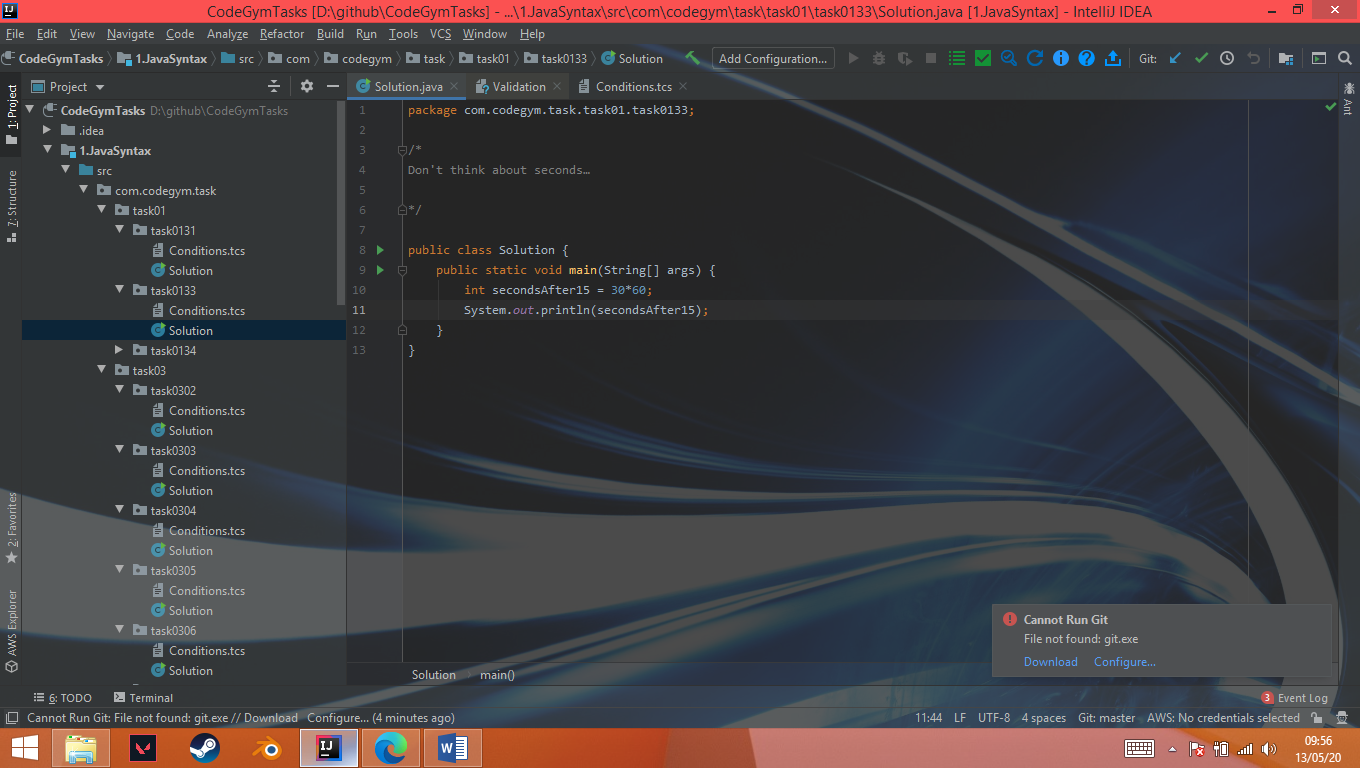 CodeGymTasks [D:\github\CodeGymTasks] - ...\1.JavaSyntax\src\com\codegym\task\task01\task0133\Solution.java [1.JavaSyntax] - IntelliJ IDEA
File Edit View Navigate Code Analyze Refactor Build Run Tools VCS Window Help
CodeGymTasks 1.JavaSyntax src com codegym task task01 task0133 Solution Add Configuration... Git:
Project Solution.java Validation Conditions.tcs
1: Project
7: Structure
2: Favorites
AWS Explorer
Ant
CodeGymTasks D:\github\CodeGymTasks
.idea
1.JavaSyntax
src
com.codegym.task
task01
task0131
Conditions.tcs
Solution
task0133
Conditions.tcs
Solution
task0134
task03
task0302
Conditions.tcs
Solution
task0303
Conditions.tcs
Solution
task0304
Conditions.tcs
Solution
task0305
Conditions.tcs
Solution
task0306
Conditions.tcs
Solution
1 package com.codegym.task.task01.task0133;
2
3 /*
4 Don't think about seconds…
5
6 */
7
8 public class Solution {
9 public static void main(String[] args) {
10 int secondsAfter15 = 30*60;
11 System.out.println(secondsAfter15);
12 }
13 }
Cannot Run Git
File not found: git.exe
Download Configure...
Solution main()
6: TODO Terminal 3 Event Log
Cannot Run Git: File not found: git.exe // Download Configure... (4 minutes ago) 11:44 LF UTF-8 4 spaces Git: master AWS: No credentials selected
09:56
13/05/20